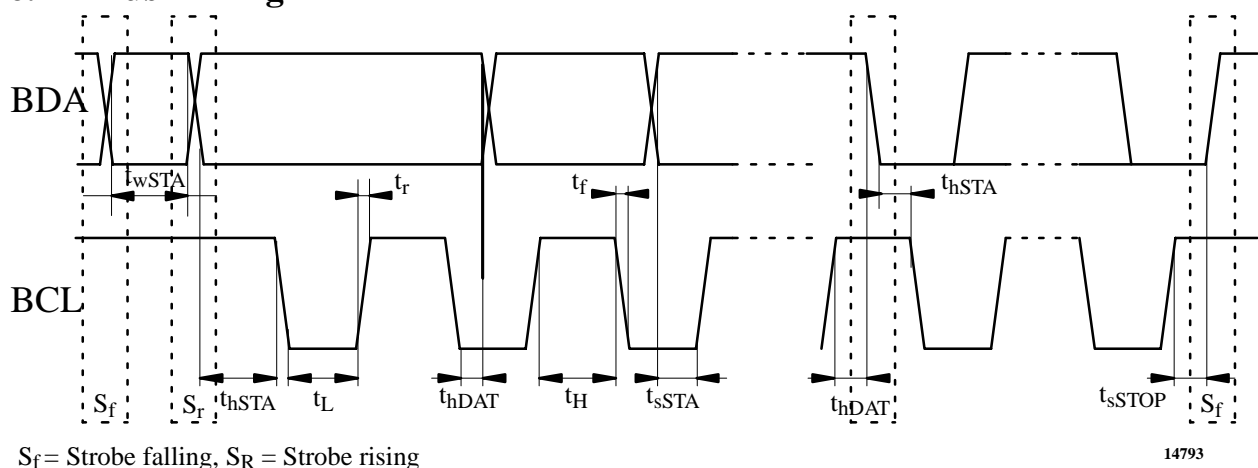 BDA
t_wSTA
t_r
t_f
t_hSTA
BCL
S_f
S_r
t_hSTA
t_L
t_hDAT
t_H
t_sSTA
t_hDAT
t_sSTOP
S_f
S_f = Strobe falling, S_R = Strobe rising
14793